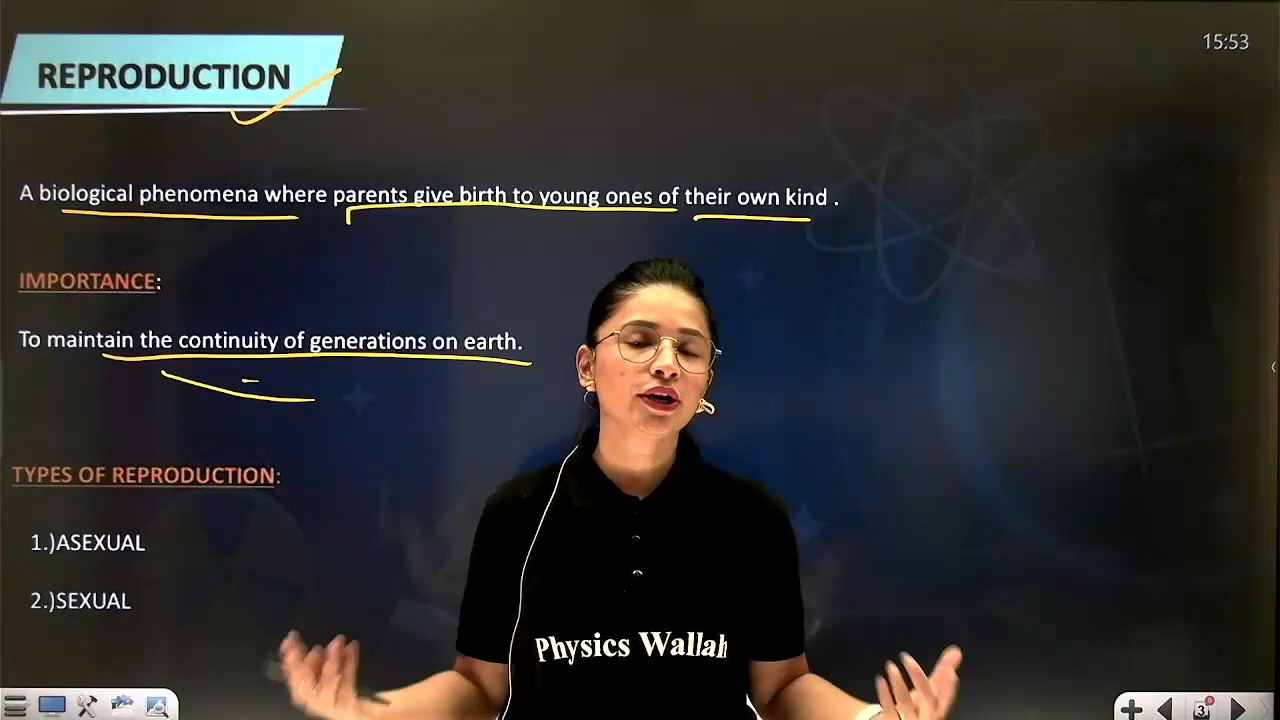 15:53
REPRODUCTION
A biological phenomena where parents give birth to young ones of their own kind .
IMPORTANCE:
To maintain the continuity of generations on earth.
TYPES OF REPRODUCTION:
1.)ASEXUAL
2.)SEXUAL
Physics Wallah
3